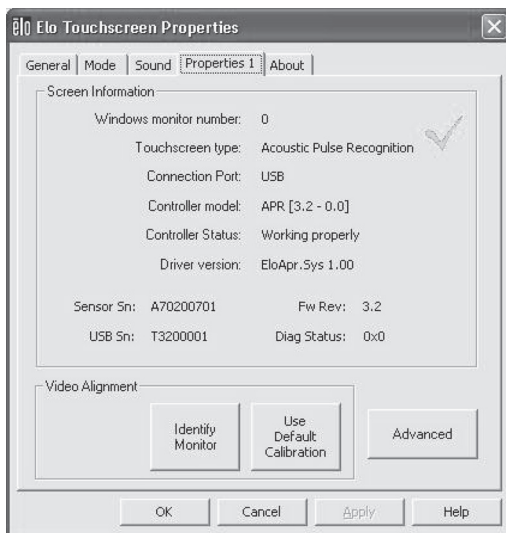 elo Elo Touchscreen Properties
General Mode Sound Properties 1 About
Screen Information
Windows monitor number: 0
Touchscreen type: Acoustic Pulse Recognition
Connection Port: USB
Controller model: APR [3.2 - 0.0]
Controller Status: Working properly
Driver version: EloApr.Sys 1.00
Sensor Sn: A70200701 Fw Rev: 3.2
USB Sn: T3200001 Diag Status: 0x0
Video Alignment
Identify
Monitor
Use
Default
Calibration
Advanced
OK Cancel Apply Help